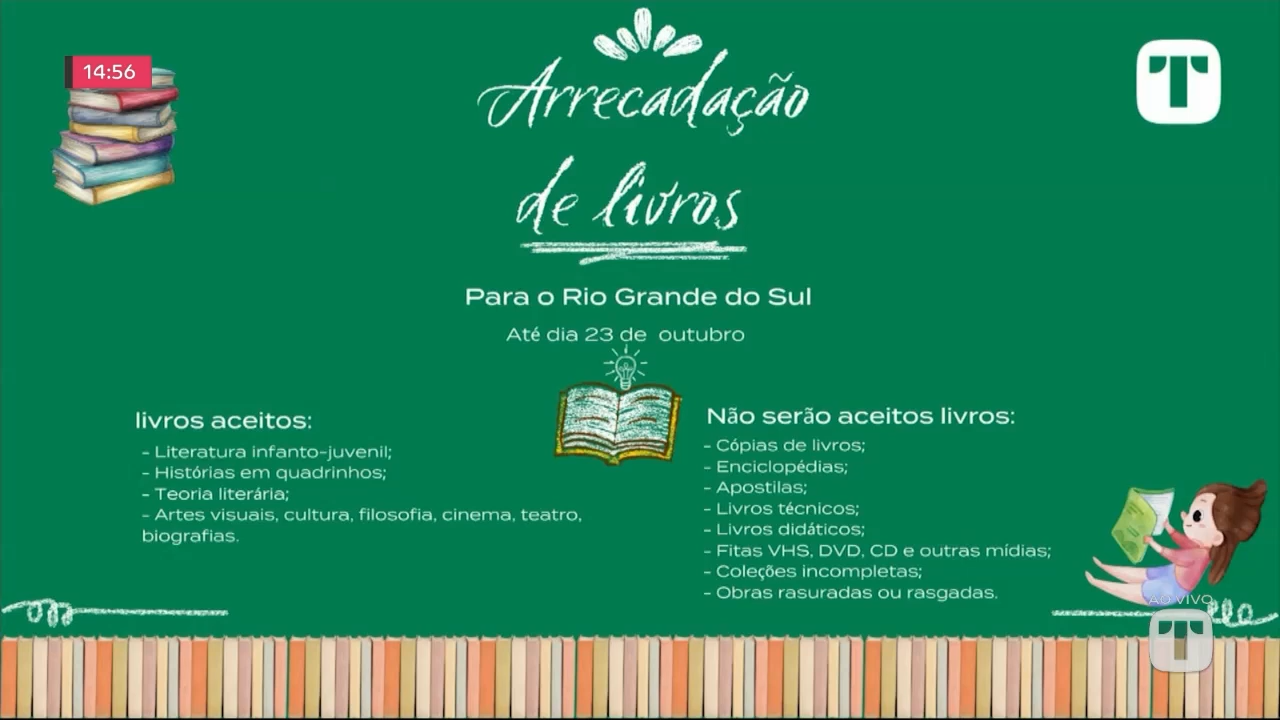 14:56
T
Arrecadação
de livros
Para o Rio Grande do Sul
Até dia 23 de outubro
livros aceitos:
- Literatura infanto-juvenil;
- Histórias em quadrinhos;
- Teoria literária;
- Artes visuais, cultura, filosofia, cinema, teatro,
biografias.
Não serão aceitos livros:
- Cópias de livros;
- Enciclopédias;
- Apostilas;
- Livros técnicos;
- Livros didáticos;
- Fitas VHS, DVD, CD e outras mídias;
- Coleções incompletas;
- Obras rasuradas ou rasgadas.
AO VIVO
T